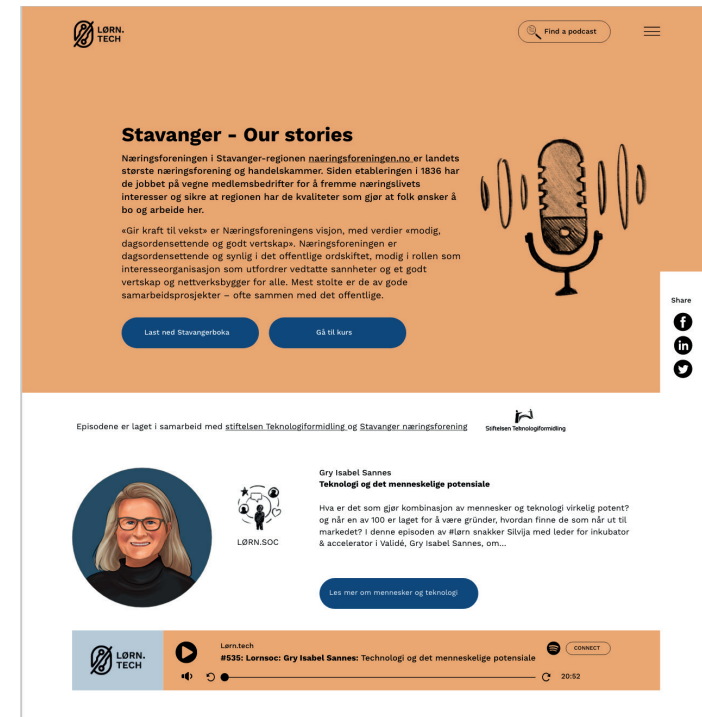 LØRN.
TECH
Find a podcast
Stavanger - Our stories
Næringsforeningen i Stavanger-regionen naeringsforeningen.no er landets
største næringsforening og handelskammer. Siden etableringen i 1836 har
de jobbet på vegne medlemsbedrifter for å fremme næringslivets
interesser og sikre at regionen har de kvaliteter som gjør at folk ønsker å
bo og arbeide her.
«Gir kraft til vekst» er Næringsforeningens visjon, med verdier «modig,
dagsordensettende og godt vertskap». Næringsforeningen er
dagsordensettende og synlig i det offentlige ordskiftet, modig i rollen som
interesseorganisasjon som utfordrer vedtatte sannheter og et godt
vertskap og nettverksbygger for alle. Mest stolte er de av gode
samarbeidsprosjekter – ofte sammen med det offentlige.
Share
Last ned Stavangerboka
Gå til kurs
Episodene er laget i samarbeid med stiftelsen Teknologiformidling og Stavanger næringsforening
Stiftelsen Teknologiformidling
Gry Isabel Sannes
Teknologi og det menneskelige potensiale
Hva er det som gjør kombinasjon av mennesker og teknologi virkelig potent?
og når en av 100 er laget for å være gründer, hvordan finne de som når ut til
markedet? I denne episoden av #lørn snakker Silvija med leder for inkubator
& accelerator i Validé, Gry Isabel Sannes, om...
LØRN.SOC
Les mer om mennesker og teknologi
LØRN.
TECH
Lørn.tech
#535: Lornsoc: Gry Isabel Sannes: Technologi og det menneskelige potensiale
CONNECT
20:52